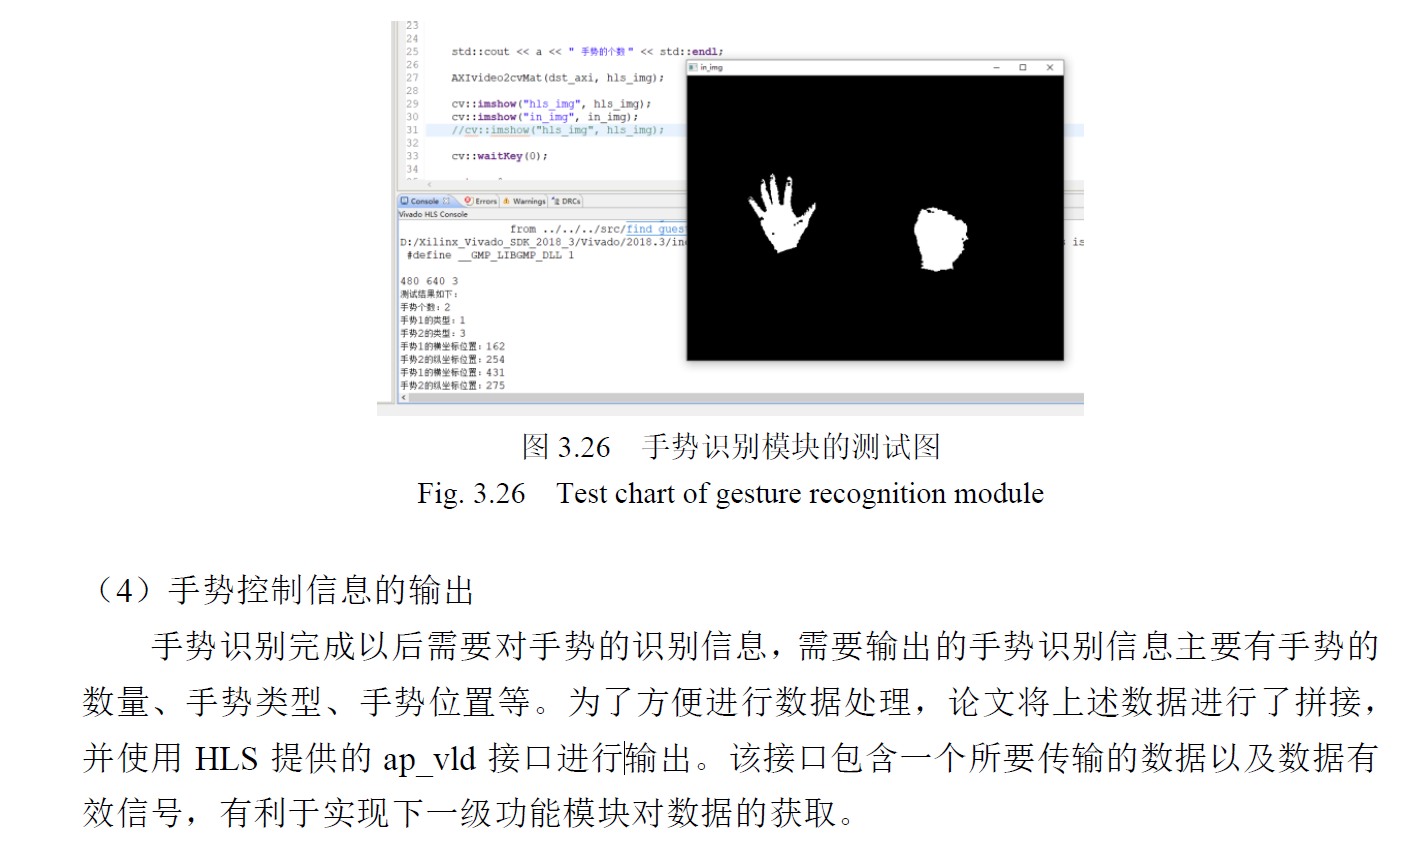 23
24
25 std::cout << a << " 手势的个数 " << std::endl;
26
27 AXIvideo2cvMat(dst_axi, hls_img);
28
29 cv::imshow("hls_img", hls_img);
30 cv::imshow("in_img", in_img);
31 //cv::imshow("hls_img", hls_img);
32
33 cv::waitKey(0);
34
in_img
Console Errors Warnings DRCs
Vivado HLS Console
from ../../../src/find_gues
D:/Xilinx_Vivado_SDK_2018_3/Vivado/2018.3/in
is
#define __GMP_LIBGMP_DLL 1
480 640 3
测试结果如下：
手势个数：2
手势1的类型：1
手势2的类型：3
手势1的横坐标位置：162
手势2的纵坐标位置：254
手势1的横坐标位置：431
手势2的纵坐标位置：275
图 3.26 手势识别模块的测试图
Fig. 3.26 Test chart of gesture recognition module
（4）手势控制信息的输出
手势识别完成以后需要对手势的识别信息，需要输出的手势识别信息主要有手势的
数量、手势类型、手势位置等。为了方便进行数据处理，论文将上述数据进行了拼接，
并使用 HLS 提供的 ap_vld 接口进行输出。该接口包含一个所要传输的数据以及数据有
效信号，有利于实现下一级功能模块对数据的获取。